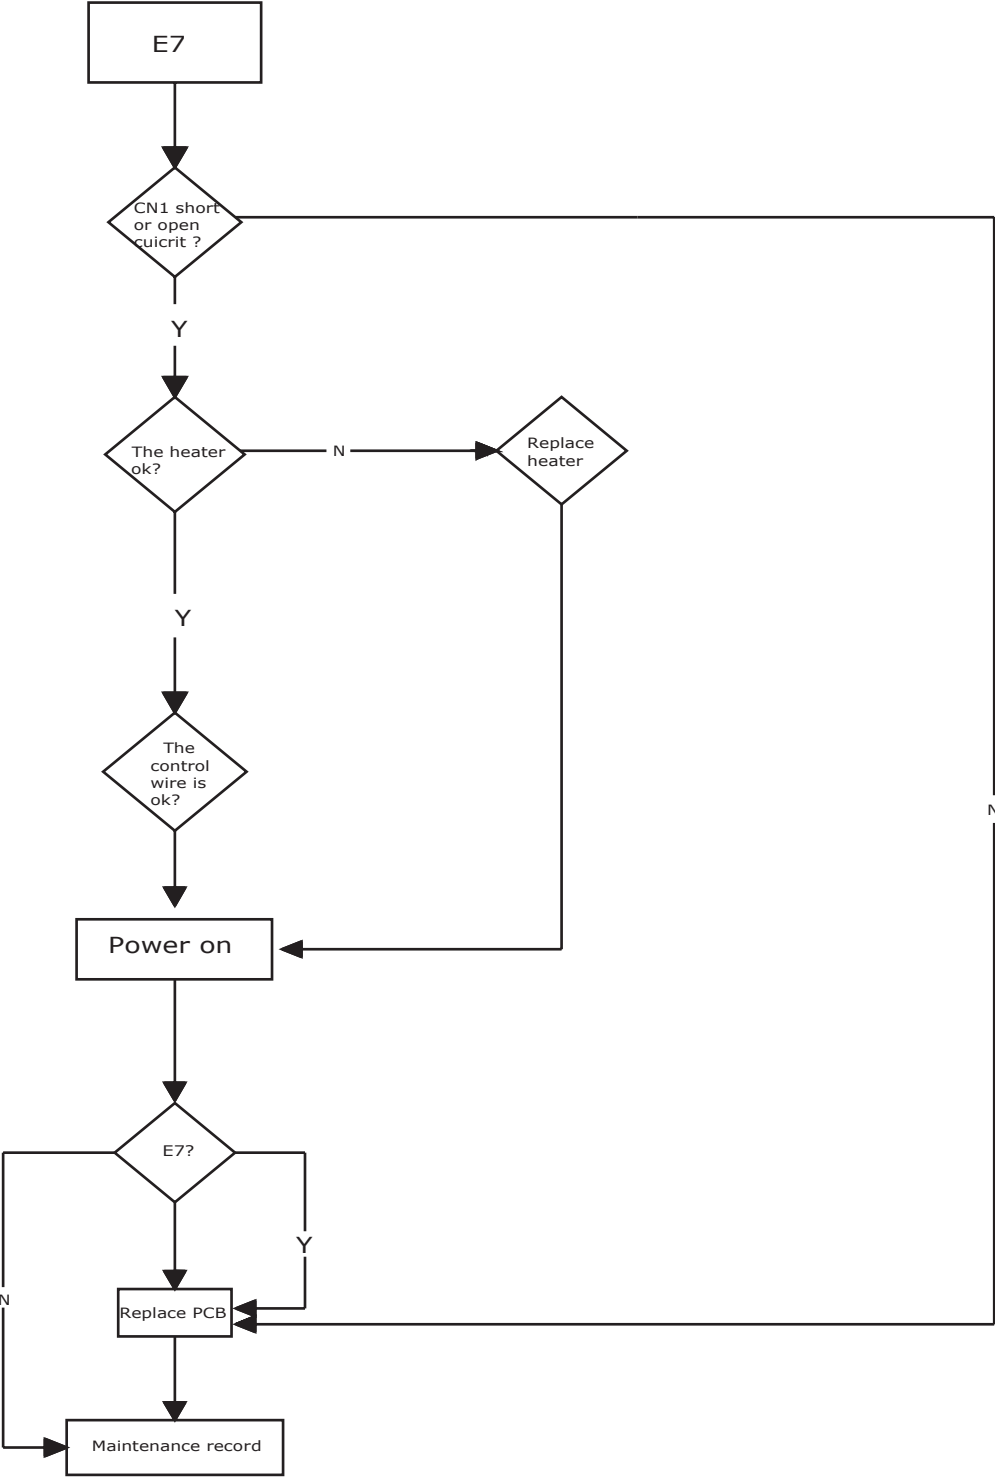 E7
CN1 short
or open
cuicrit ?
Y
The heater
ok?
N
Replace
heater
Y
The
control
wire is
ok?
N
Power on
E7?
Y
N
Replace PCB
Maintenance record